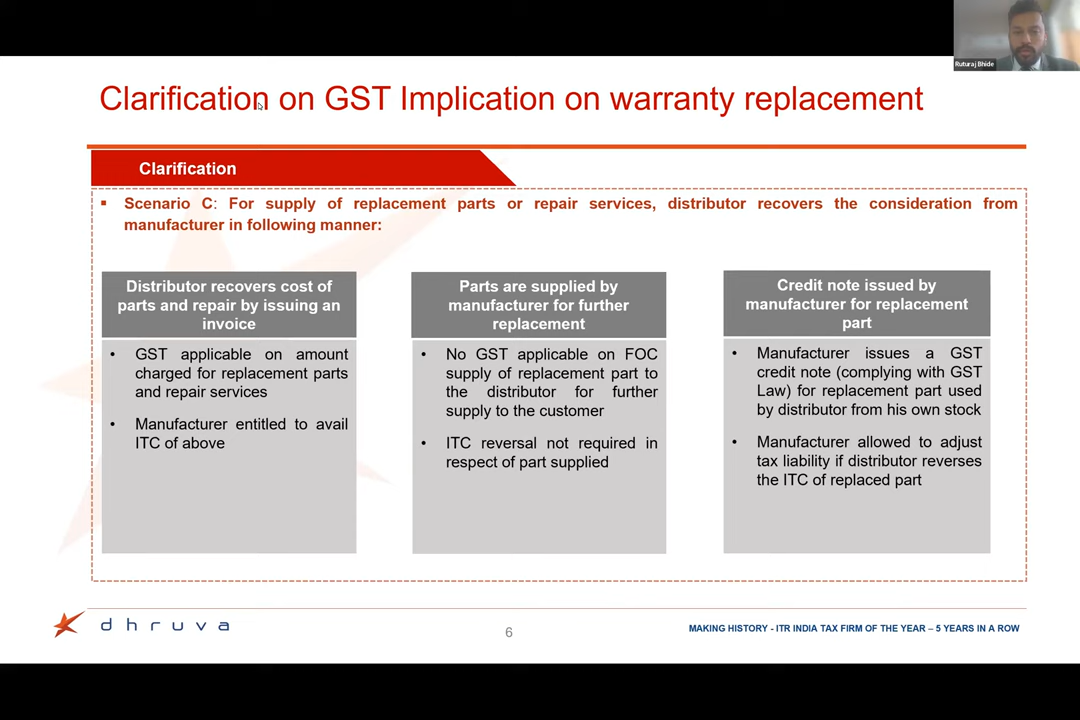 Ruturaj Bhide
Clarification on GST Implication on warranty replacement
Clarification
▪ Scenario C: For supply of replacement parts or repair services, distributor recovers the consideration from
manufacturer in following manner:
Distributor recovers cost of
parts and repair by issuing an
invoice
• GST applicable on amount
charged for replacement parts
and repair services
• Manufacturer entitled to avail
ITC of above
Parts are supplied by
manufacturer for further
replacement
• No GST applicable on FOC
supply of replacement part to
the distributor for further
supply to the customer
• ITC reversal not required in
respect of part supplied
Credit note issued by
manufacturer for replacement
part
• Manufacturer issues a GST
credit note (complying with GST
Law) for replacement part used
by distributor from his own stock
• Manufacturer allowed to adjust
tax liability if distributor reverses
the ITC of replaced part
dhruva
6
MAKING HISTORY - ITR INDIA TAX FIRM OF THE YEAR – 5 YEARS IN A ROW